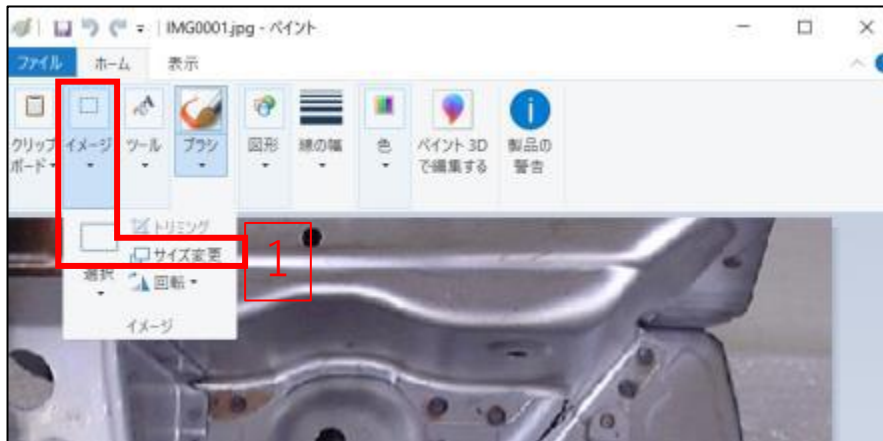 IMG0001.jpg - ペイント
ファイル ホーム 表示
クリップボード イメージ ツール ブラシ 図形 線の幅 色 ペイント 3D で編集する 製品の警告
トリミング
サイズ変更
1
選択
回転
イメージ